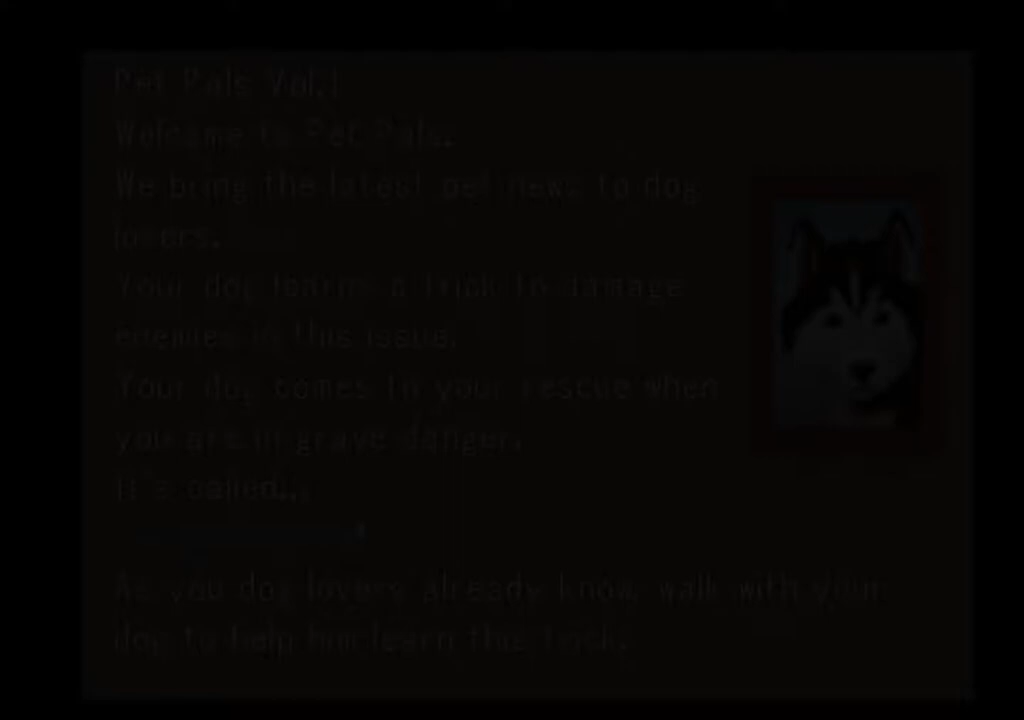 Pet Pals Vol.1
Welcome to Pet Pals.
We bring the latest pet news to dog
lovers.
Your dog learns a trick to damage
enemies in this issue.
Your dog comes to your rescue when
you are in grave danger.
It's called...
As you dog lovers already know, walk with your
dog to help him learn this trick.